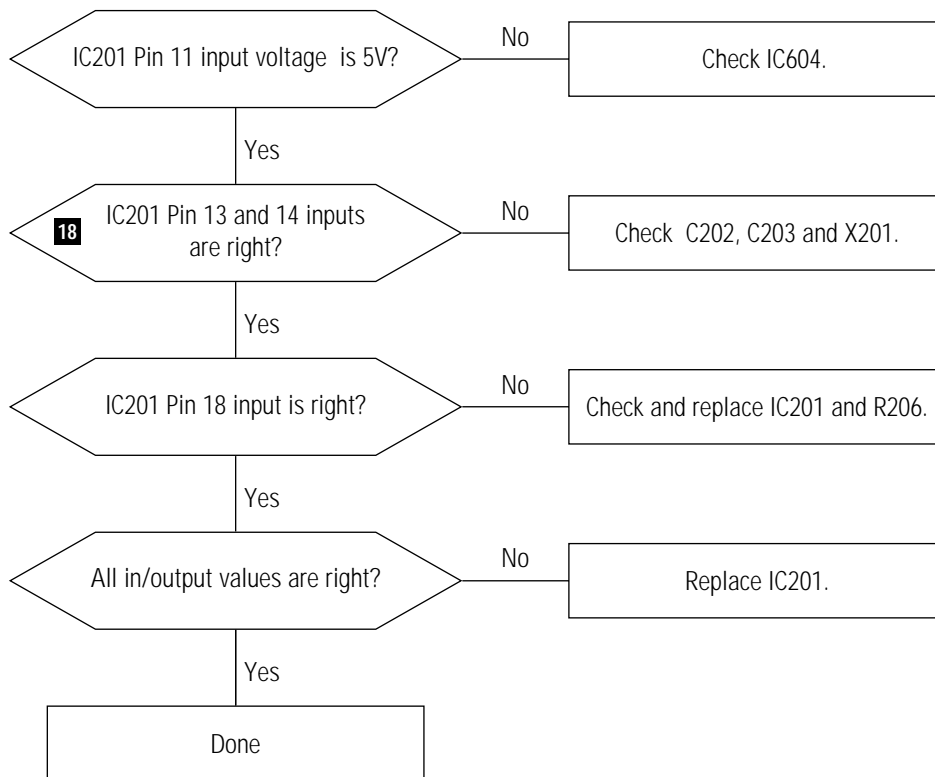 IC201 Pin 11 input voltage is 5V?
No
Check IC604.
Yes
18
IC201 Pin 13 and 14 inputs
are right?
No
Check C202, C203 and X201.
Yes
IC201 Pin 18 input is right?
No
Check and replace IC201 and R206.
Yes
All in/output values are right?
No
Replace IC201.
Yes
Done